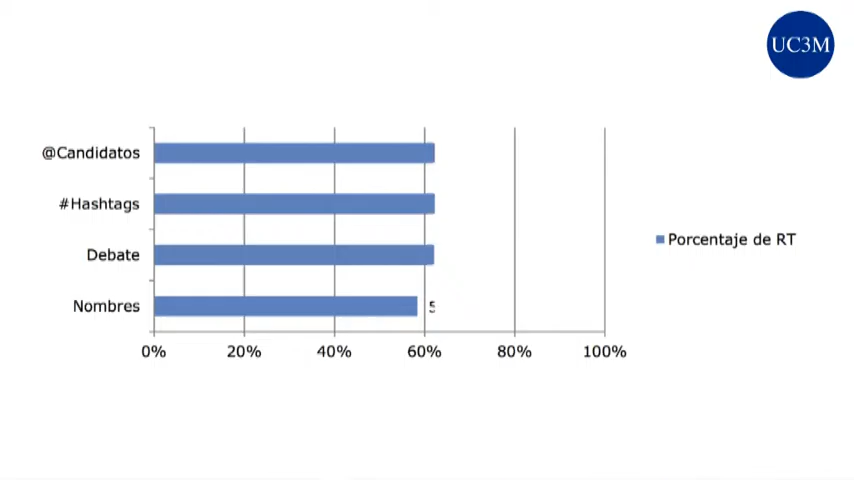 UC3M
@Candidatos
#Hashtags
Debate
Nombres
0% 20% 40% 60% 80% 100%
Porcentaje de RT